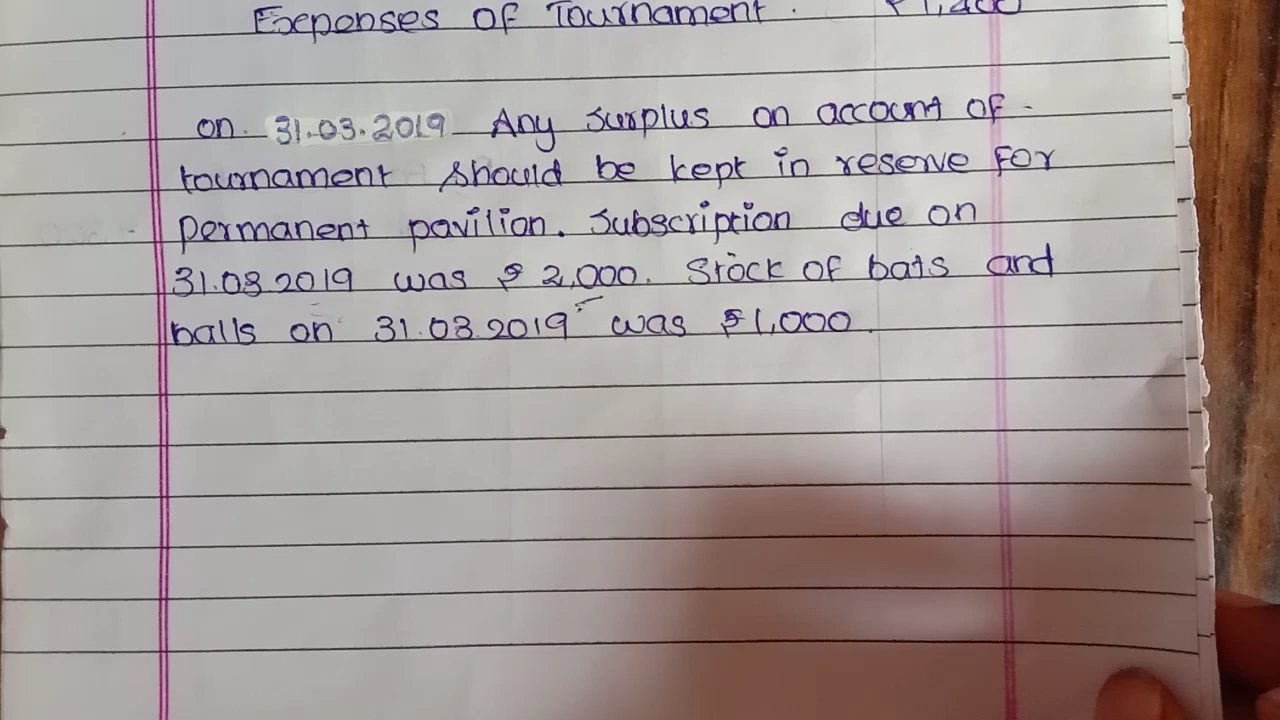 Expenses of Tournament.
on 31.03.2019 Any surplus on account of
tournament should be kept in reserve for
permanent pavilion. Subscription due on
31.03.2019 was $ 2,000. Stock of bats and
balls on 31.03.2019 was $1,000.